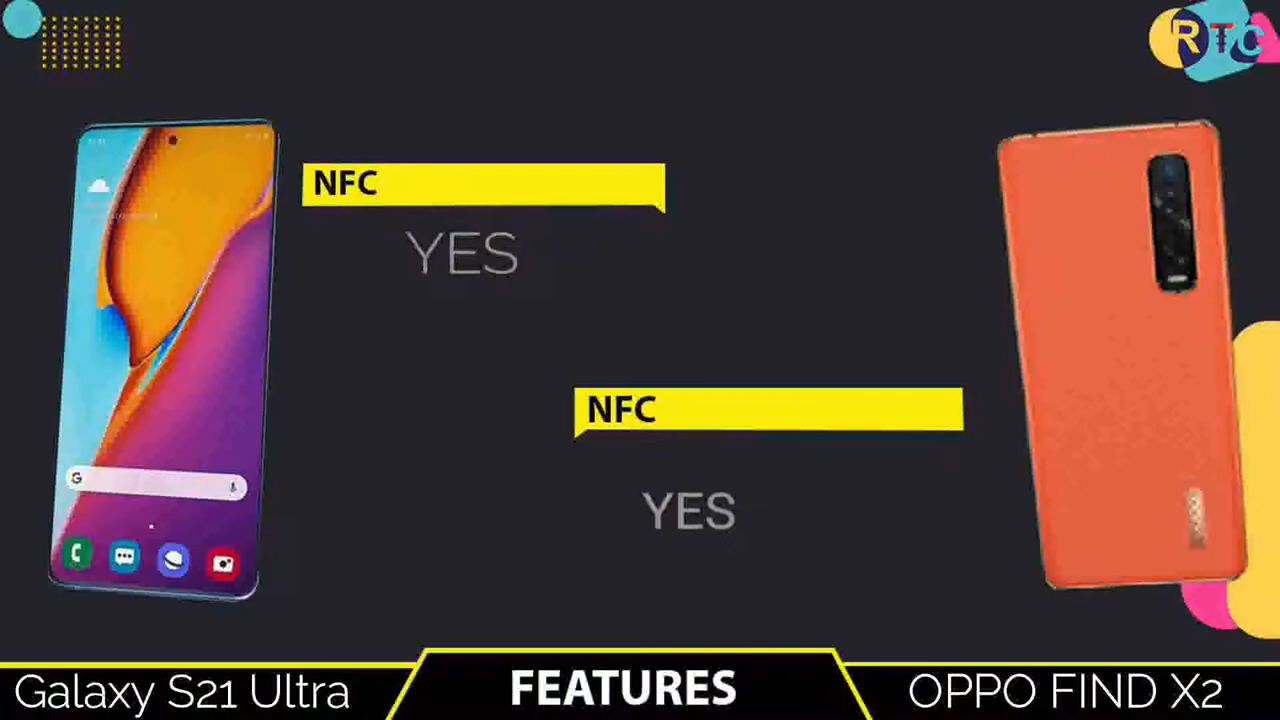 RTC
NFC
YES
NFC
YES
G
Galaxy S21 Ultra
FEATURES
OPPO FIND X2